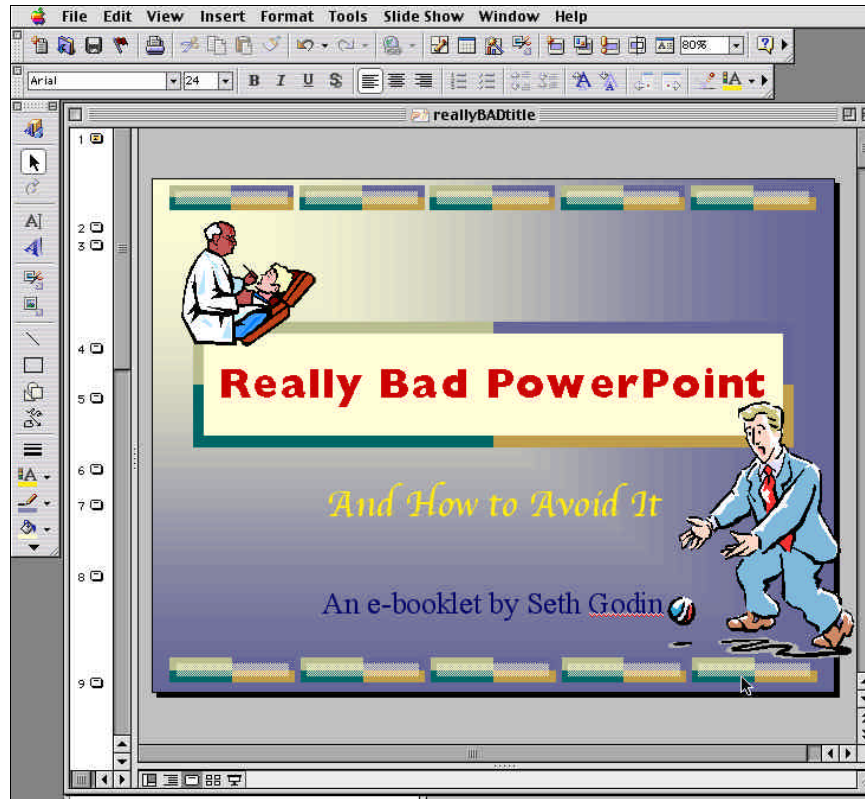 File Edit View Insert Format Tools Slide Show Window Help
80%
Arial 24 B I U S
reallyBADtitle
1
2
3
4
5
6
7
8
9
Really Bad PowerPoint
And How to Avoid It
An e-booklet by Seth Godin